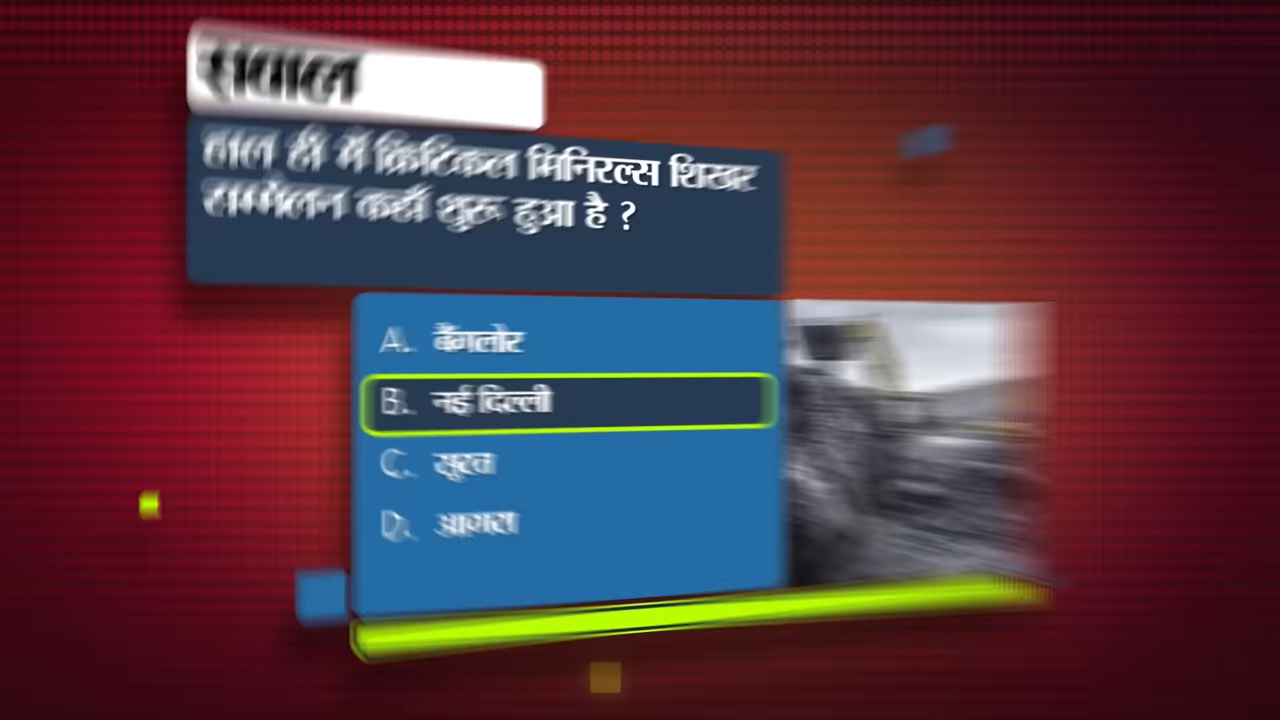 सवाल
हाल ही में क्रिटिकल मिनिरल्स शिखर
सम्मेलन कहाँ शुरू हुआ है ?
A. बैंगलोर
B. नई दिल्ली
C. सूरत
D. आगरा